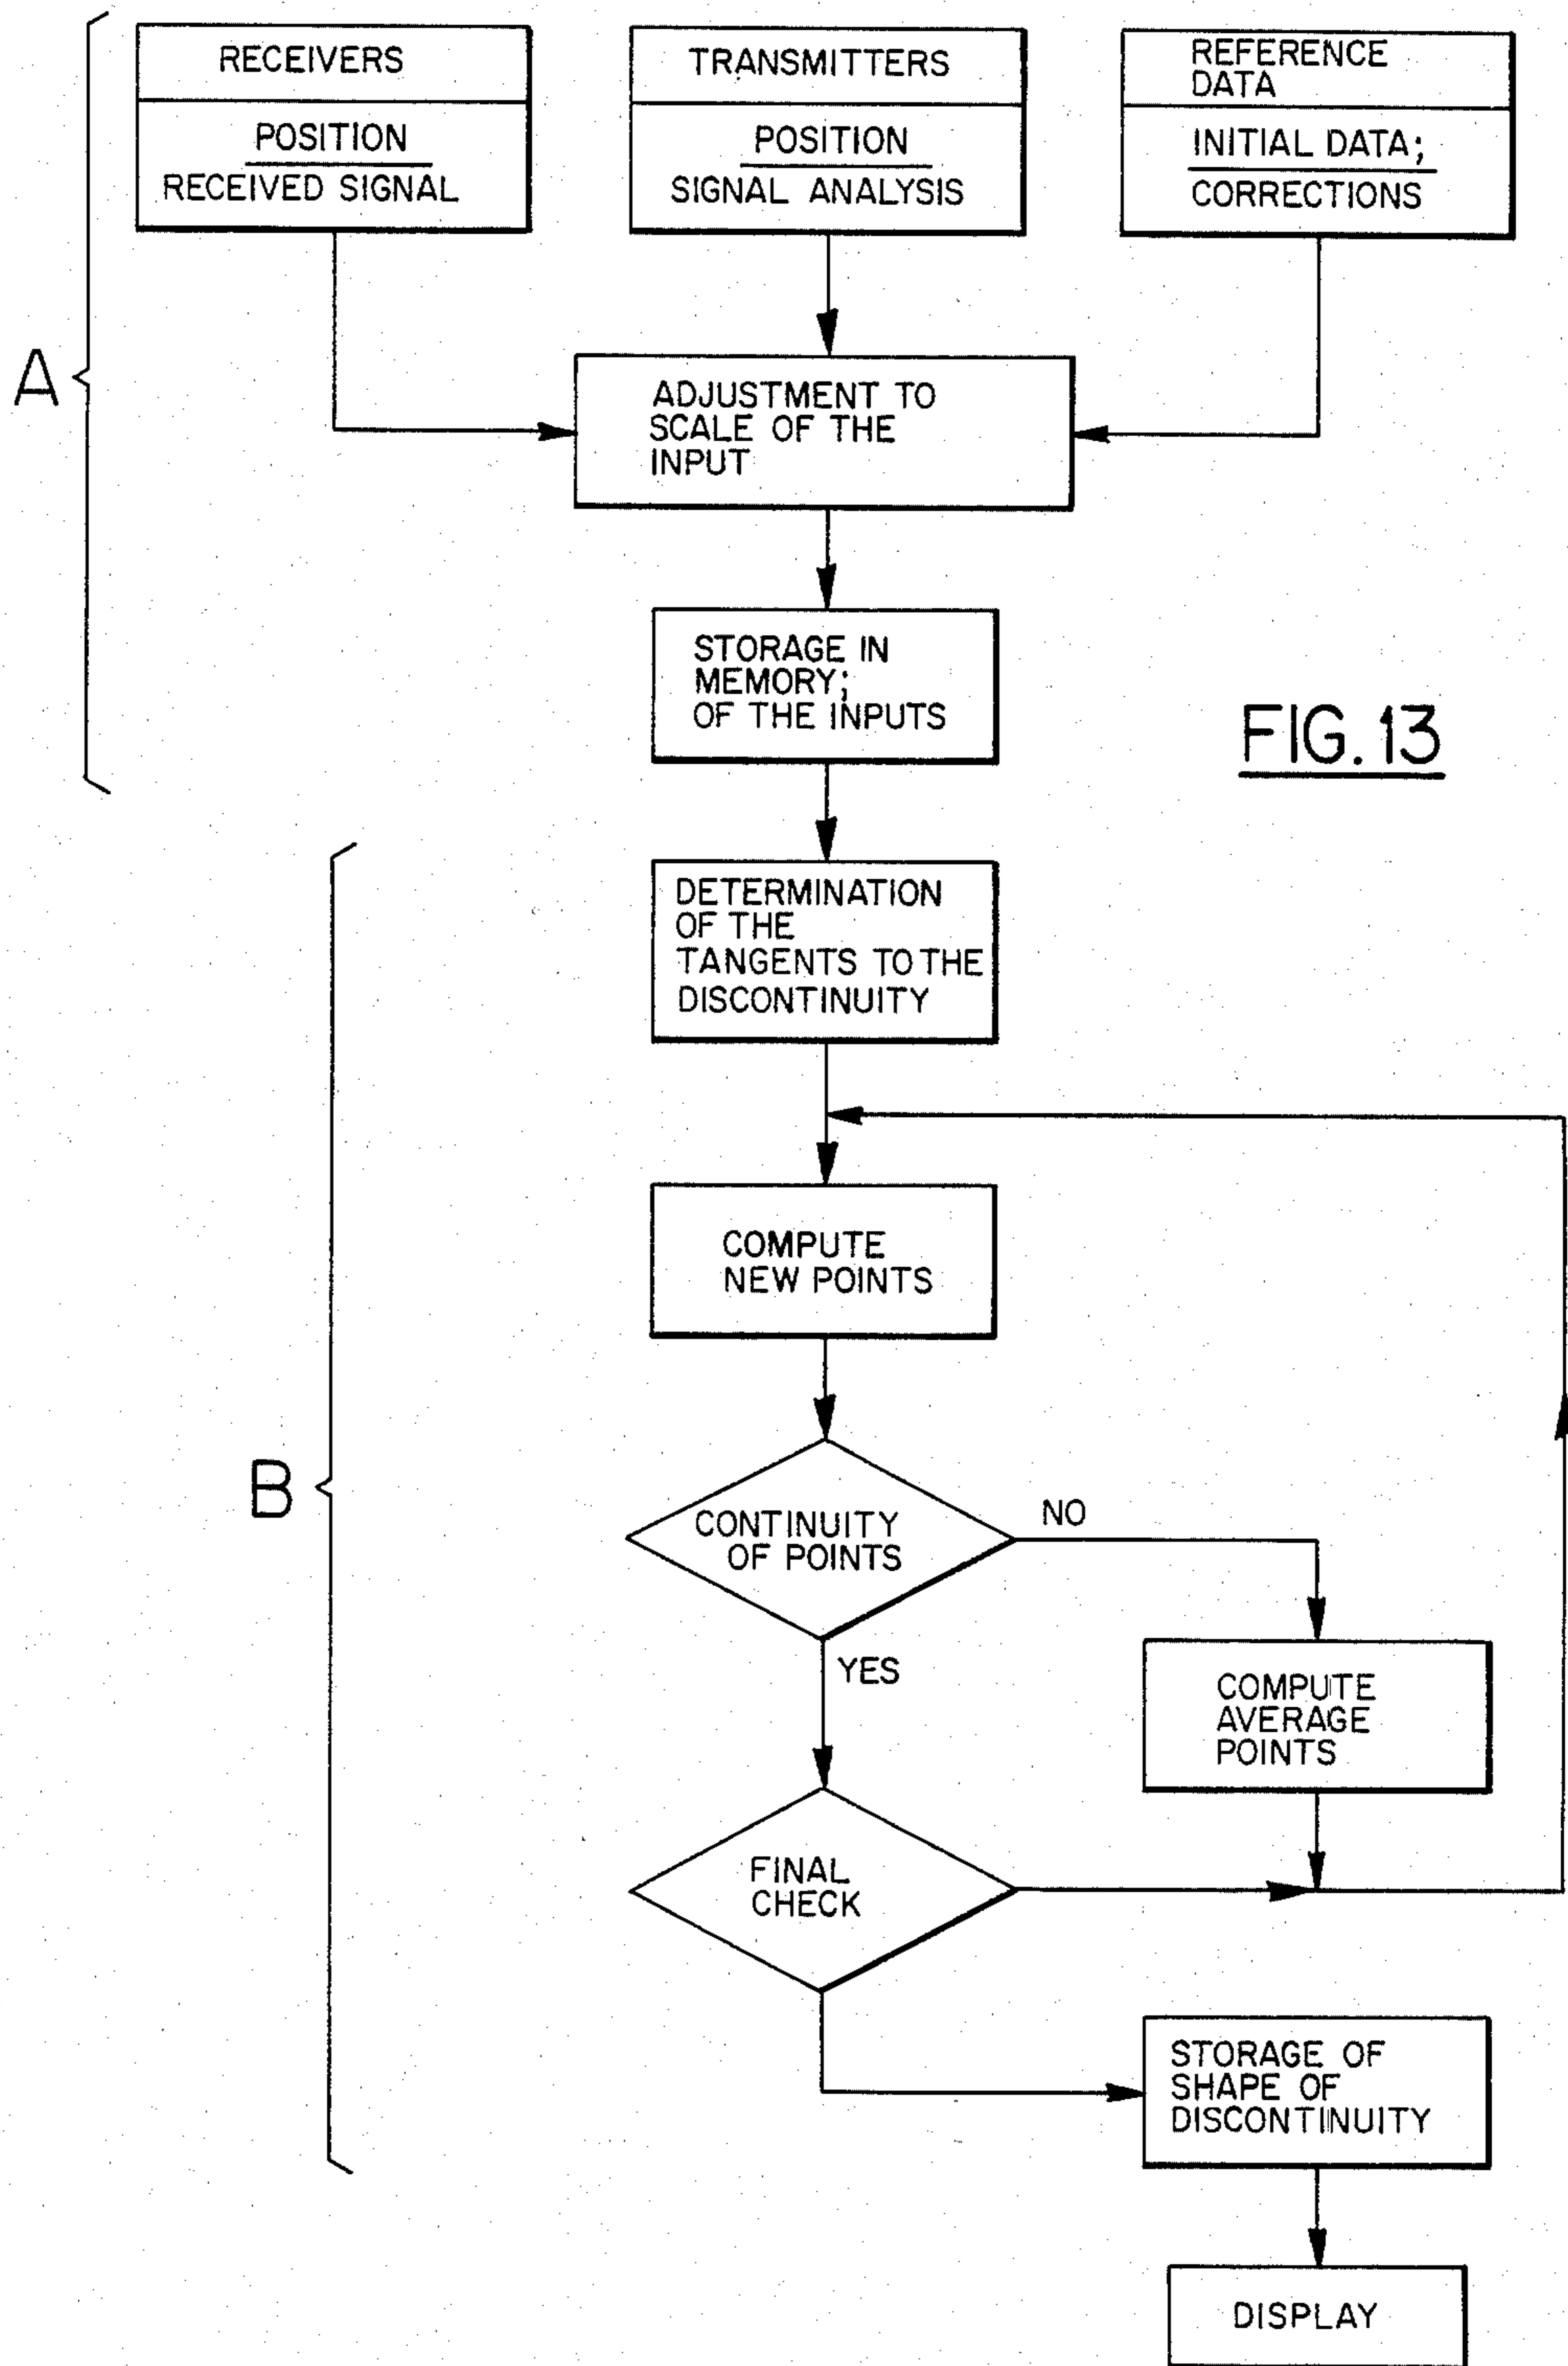 RECEIVERS
POSITION
RECEIVED SIGNAL
TRANSMITTERS
POSITION
SIGNAL ANALYSIS
REFERENCE
DATA
INITIAL DATA;
CORRECTIONS
A
ADJUSTMENT TO
SCALE OF THE
INPUT
STORAGE IN
MEMORY;
OF THE INPUTS
FIG. 13
DETERMINATION
OF THE
TANGENTS TO THE
DISCONTINUITY
COMPUTE
NEW POINTS
B
CONTINUITY
OF POINTS
NO
YES
COMPUTE
AVERAGE
POINTS
FINAL
CHECK
STORAGE OF
SHAPE OF
DISCONTINUITY
DISPLAY